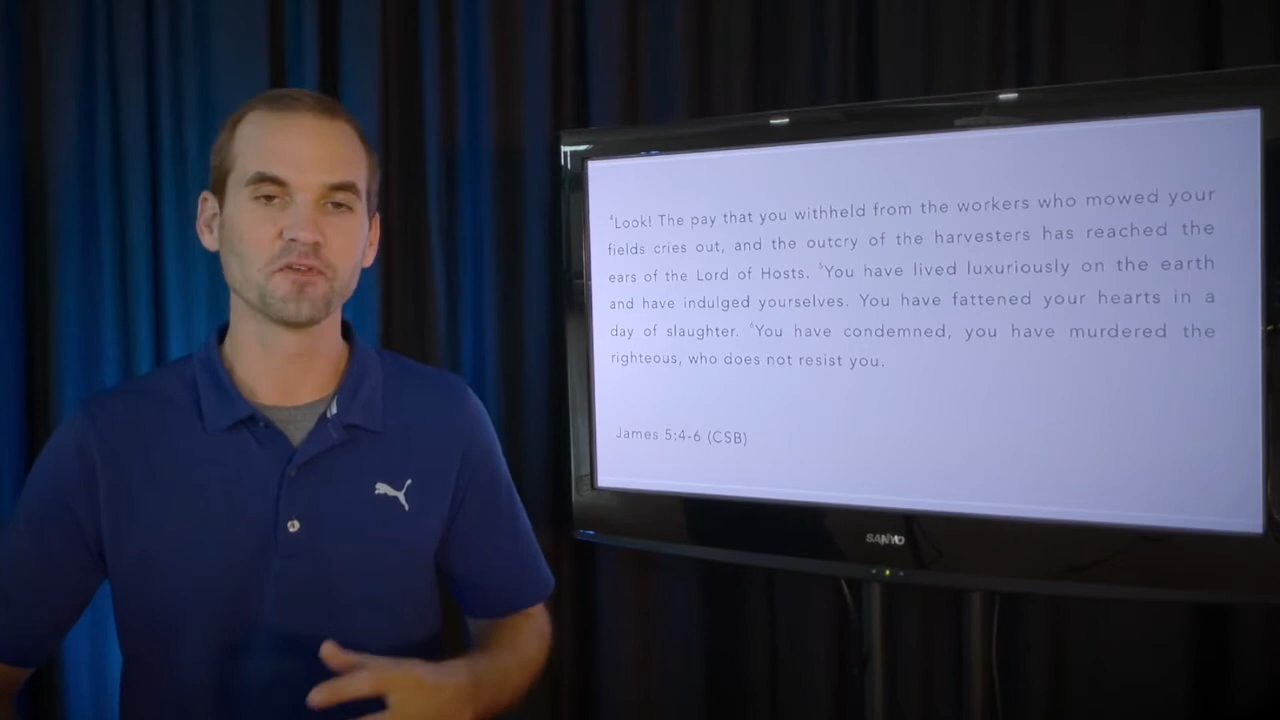 ⁴Look! The pay that you withheld from the workers who mowed your
fields cries out, and the outcry of the harvesters has reached the
ears of the Lord of Hosts. ⁵You have lived luxuriously on the earth
and have indulged yourselves. You have fattened your hearts in a
day of slaughter. ⁶You have condemned, you have murdered the
righteous, who does not resist you.
James 5:4-6 (CSB)
SANYO